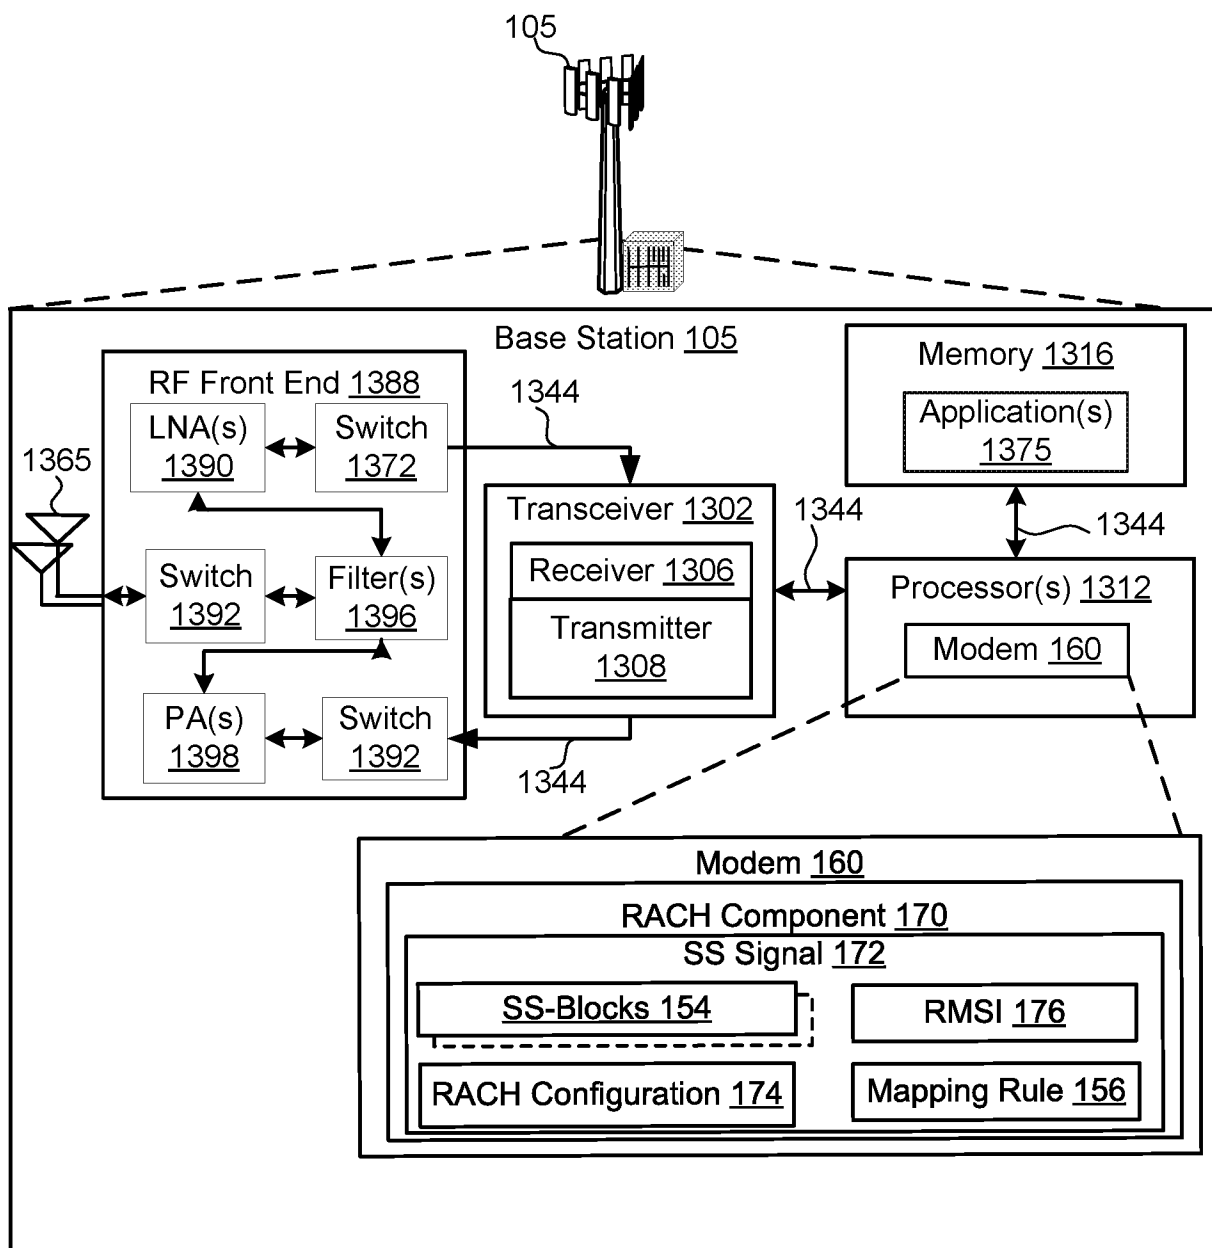 105
Base Station 105
RF Front End 1388
LNA(s)
1390
Switch
1372
1344
1365
Switch
1392
Filter(s)
1396
PA(s)
1398
Switch
1392
1344
Transceiver 1302
Receiver 1306
Transmitter
1308
1344
Memory 1316
Application(s)
1375
1344
Processor(s) 1312
Modem 160
Modem 160
RACH Component 170
SS Signal 172
SS-Blocks 154
RMSI 176
RACH Configuration 174
Mapping Rule 156